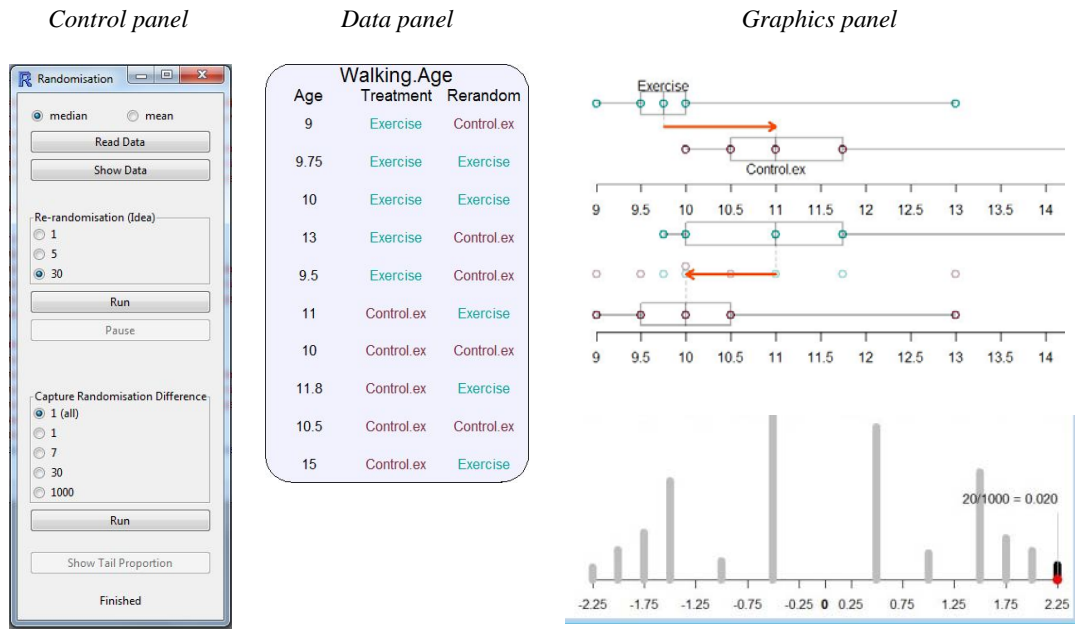 Control panel
Data panel
Graphics panel
Randomisation
median mean
Read Data
Show Data
Re-randomisation (Idea)
1
5
30
Run
Pause
Capture Randomisation Difference
1 (all)
1
7
30
1000
Run
Show Tail Proportion
Finished
Walking.Age
Age Treatment Rerandom
9 Exercise Control.ex
9.75 Exercise Exercise
10 Exercise Exercise
13 Exercise Control.ex
9.5 Exercise Control.ex
11 Control.ex Exercise
10 Control.ex Control.ex
11.8 Control.ex Exercise
10.5 Control.ex Control.ex
15 Control.ex Exercise
Exercise
Control.ex
9 9.5 10 10.5 11 11.5 12 12.5 13 13.5 14
9 9.5 10 10.5 11 11.5 12 12.5 13 13.5 14
20/1000 = 0.020
-2.25 -1.75 -1.25 -0.75 -0.25 0 0.25 0.75 1.25 1.75 2.25